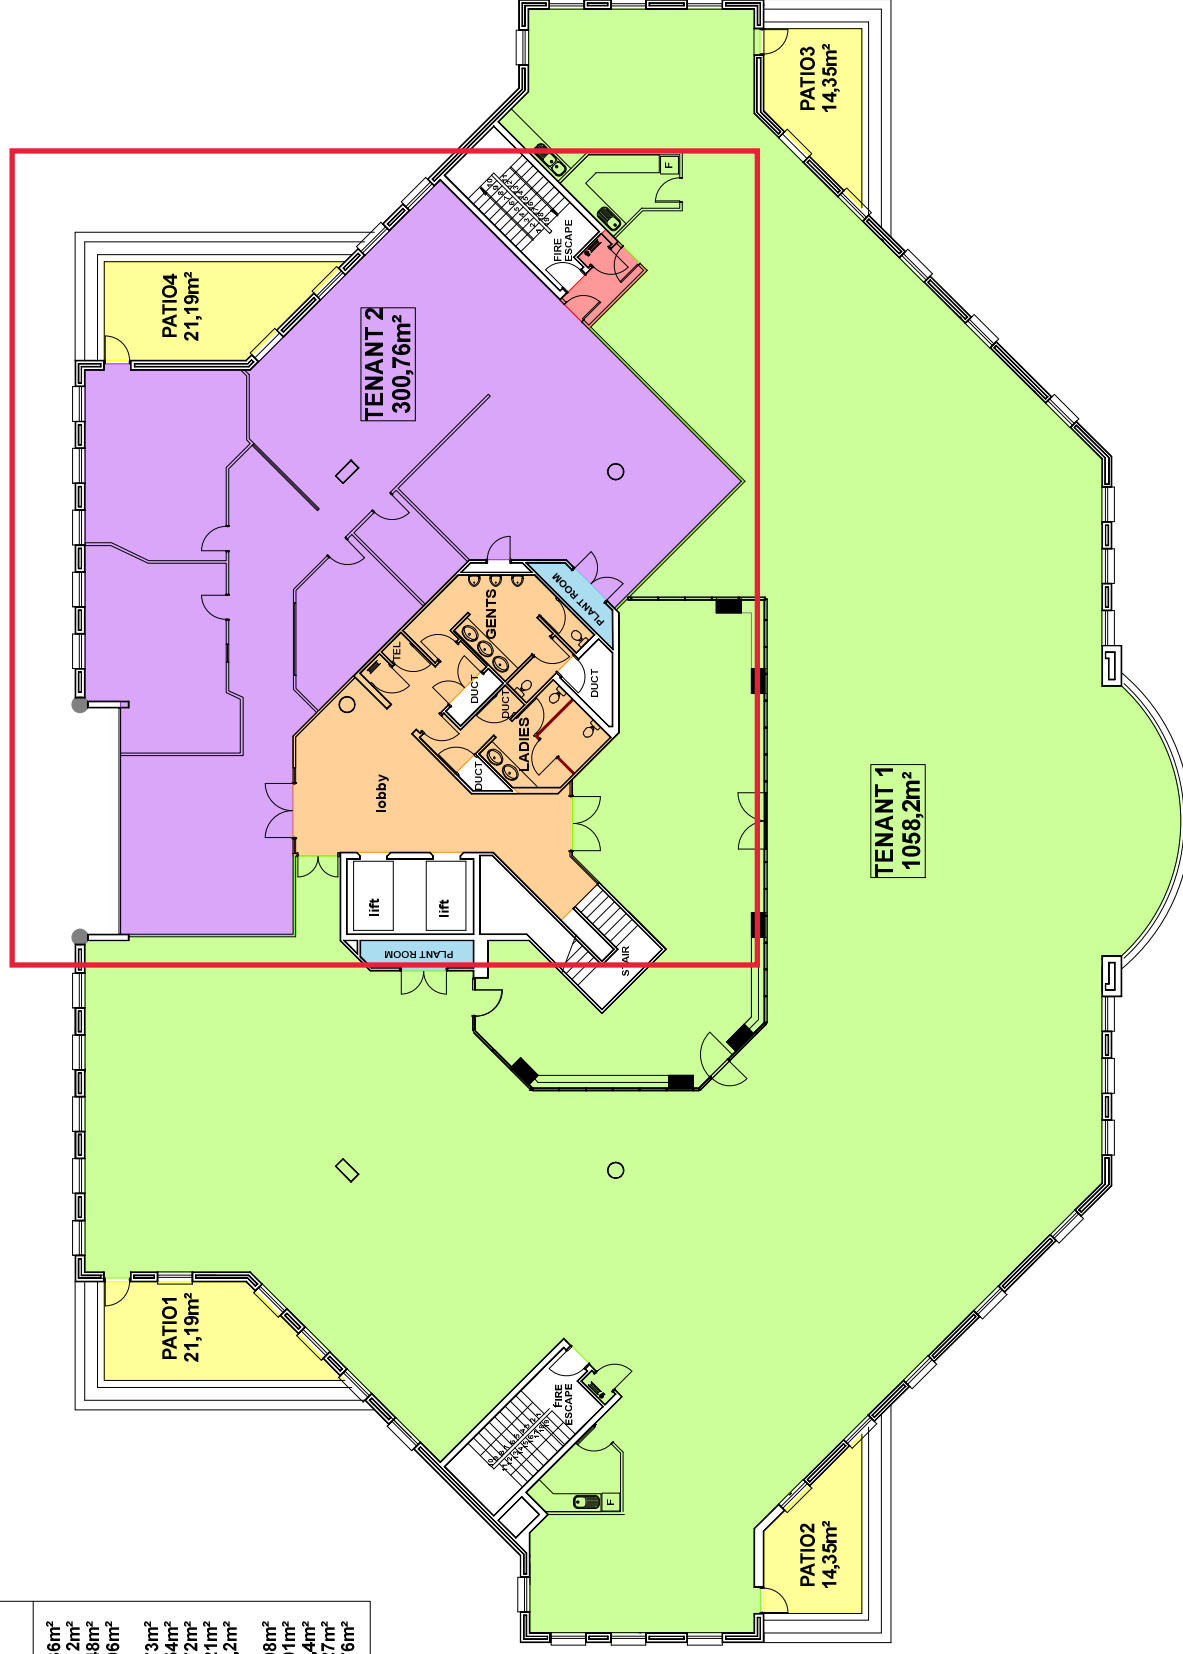 PATIO3
14,35m²
PATIO4
21,19m²
TENANT 2
300,76m²
FIRE
ESCAPE
F
PLANT ROOM
GENTS
TEL
DUCT
DUCT
DUCT
LADIES
DUCT
lobby
lift
lift
PLANT ROOM
STAIR
TENANT 1
1058,2m²
PATIO1
21,19m²
FIRE
ESCAPE
F
PATIO2
14,35m²